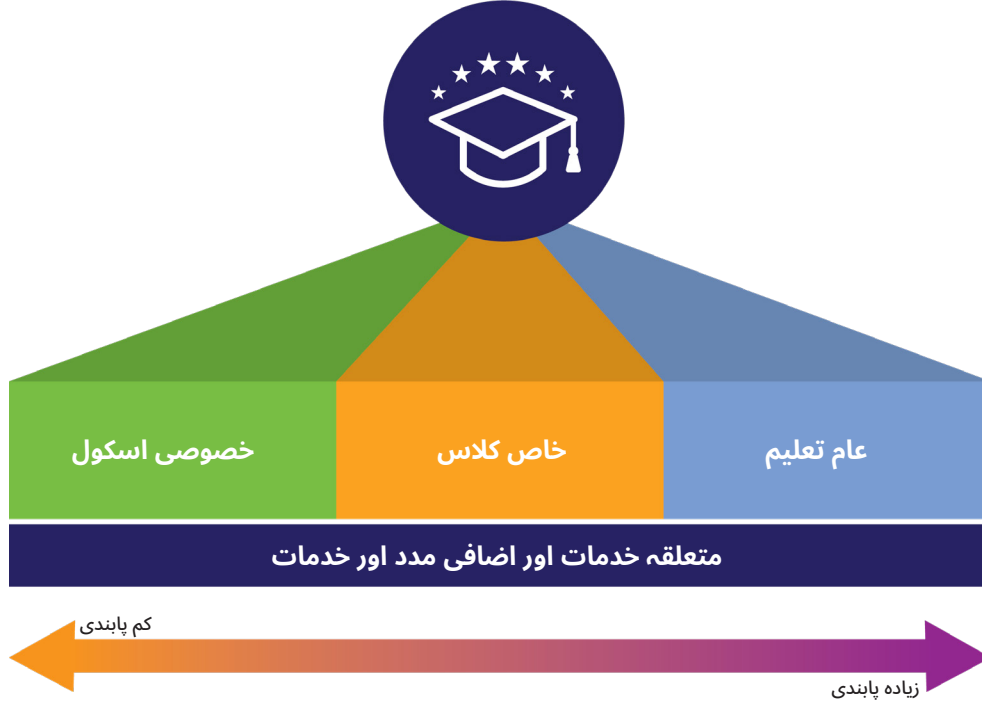 عام تعلیم
خاص کلاس
خصوصی اسکول
متعلقہ خدمات اور اضافی مدد اور خدمات
کم پابندی
زیادہ پابندی